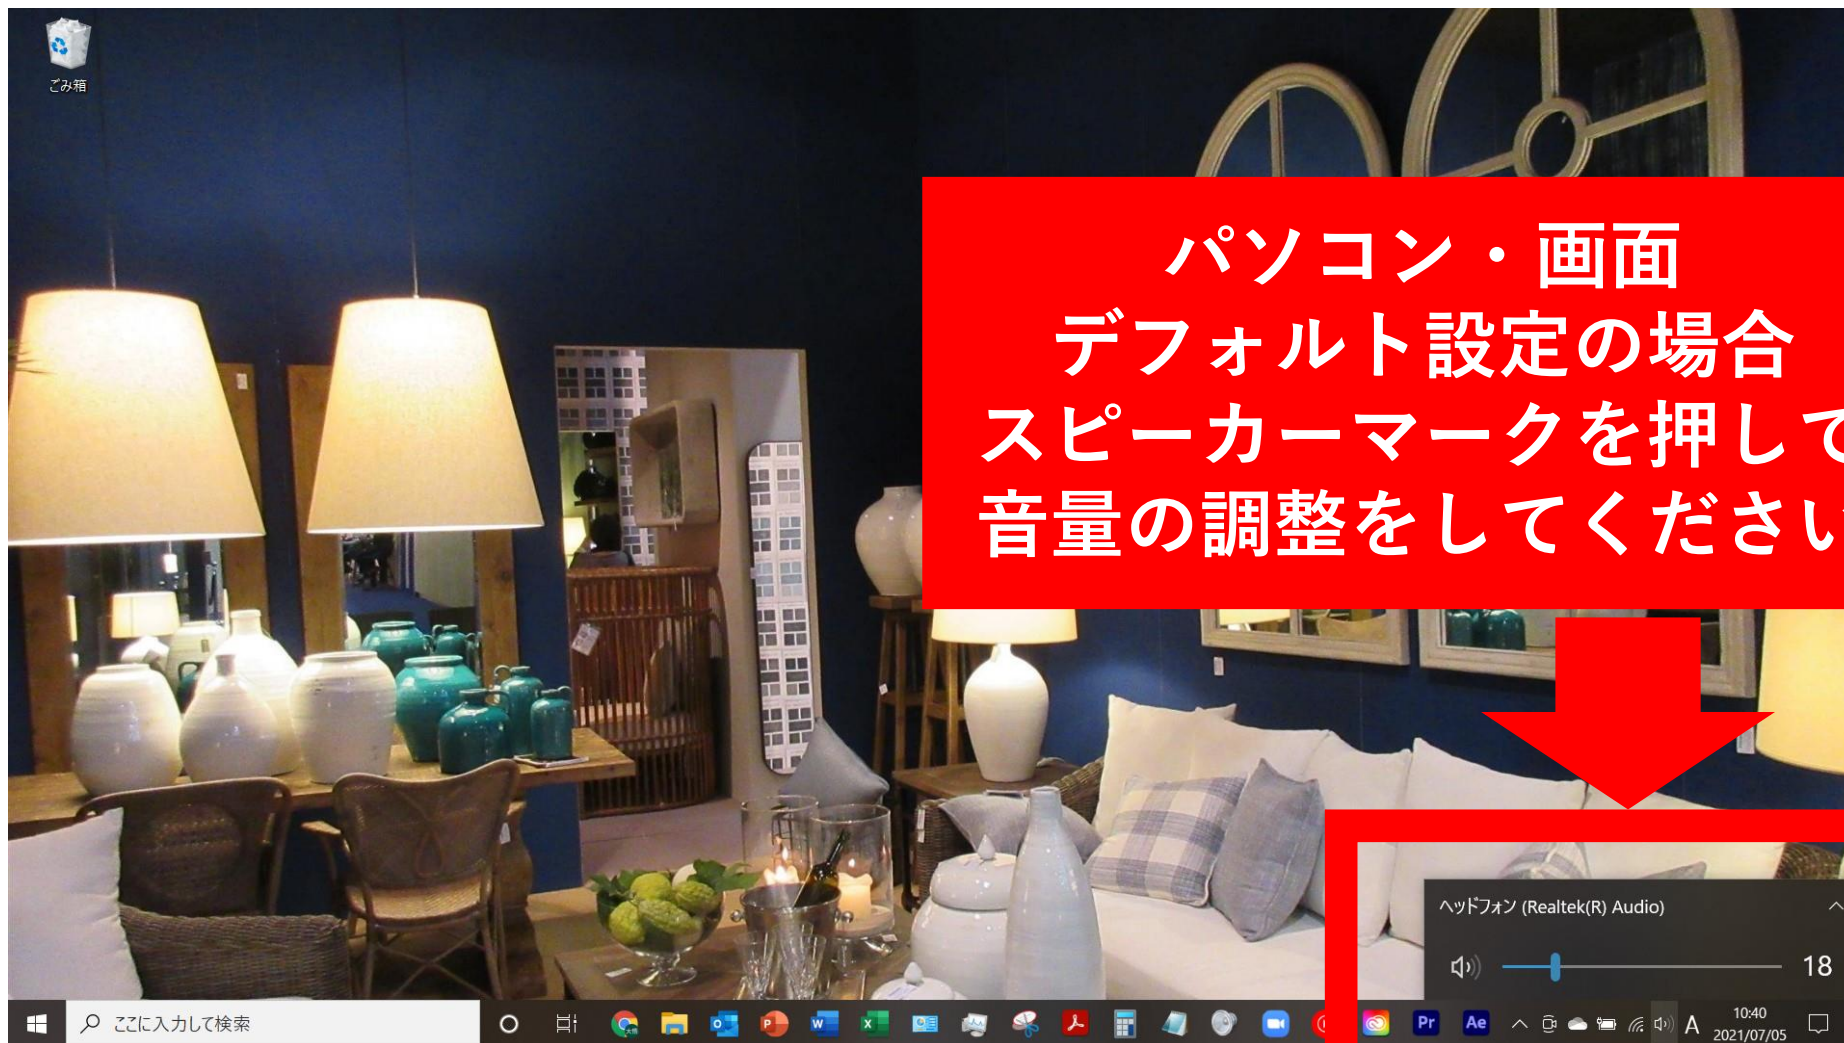 ごみ箱
パソコン・画面
デフォルト設定の場合
スピーカーマークを押して
音量の調整をしてください
ヘッドフォン (Realtek(R) Audio)
18
ここに入力して検索
Pr
Ae
A
10:40
2021/07/05